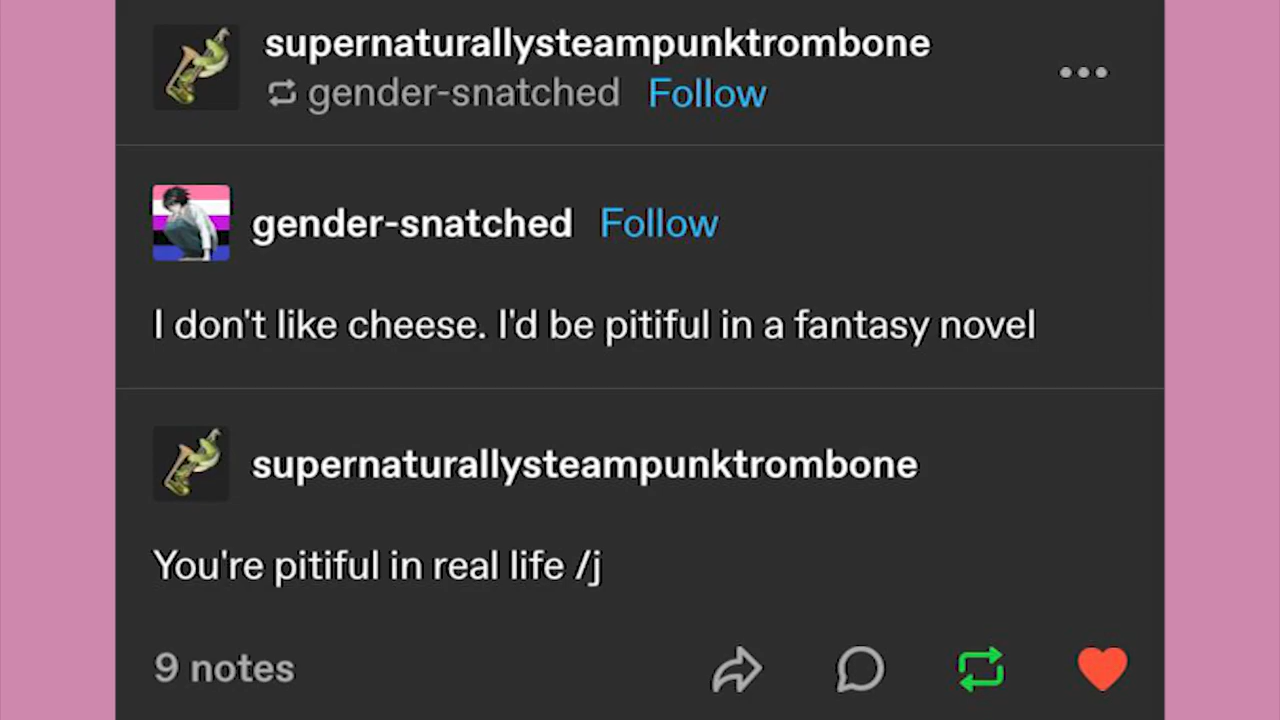 supernaturallysteampunktrombone
gender-snatched Follow
gender-snatched Follow
I don't like cheese. I'd be pitiful in a fantasy novel
supernaturallysteampunktrombone
You're pitiful in real life /j
9 notes